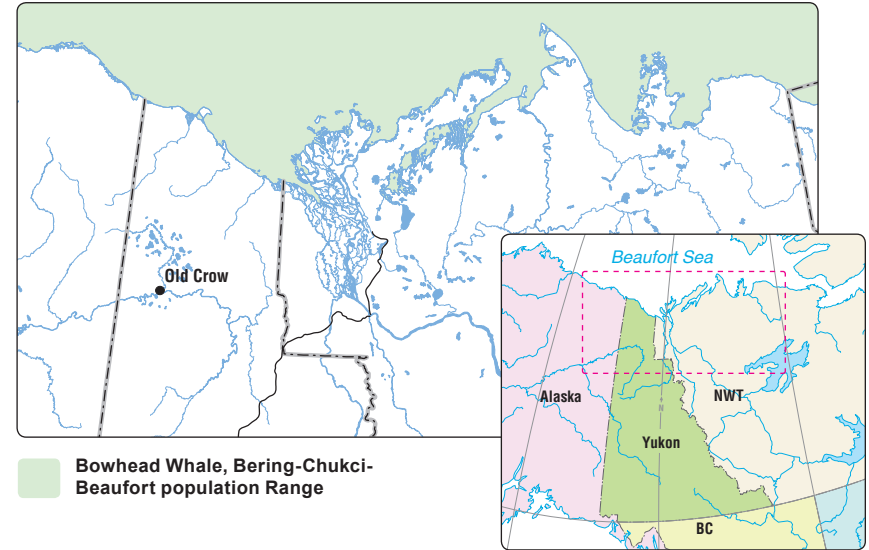 Old Crow
Beaufort Sea
Alaska
NWT
N
Yukon
BC
Bowhead Whale, Bering-Chukci-
Beaufort population Range